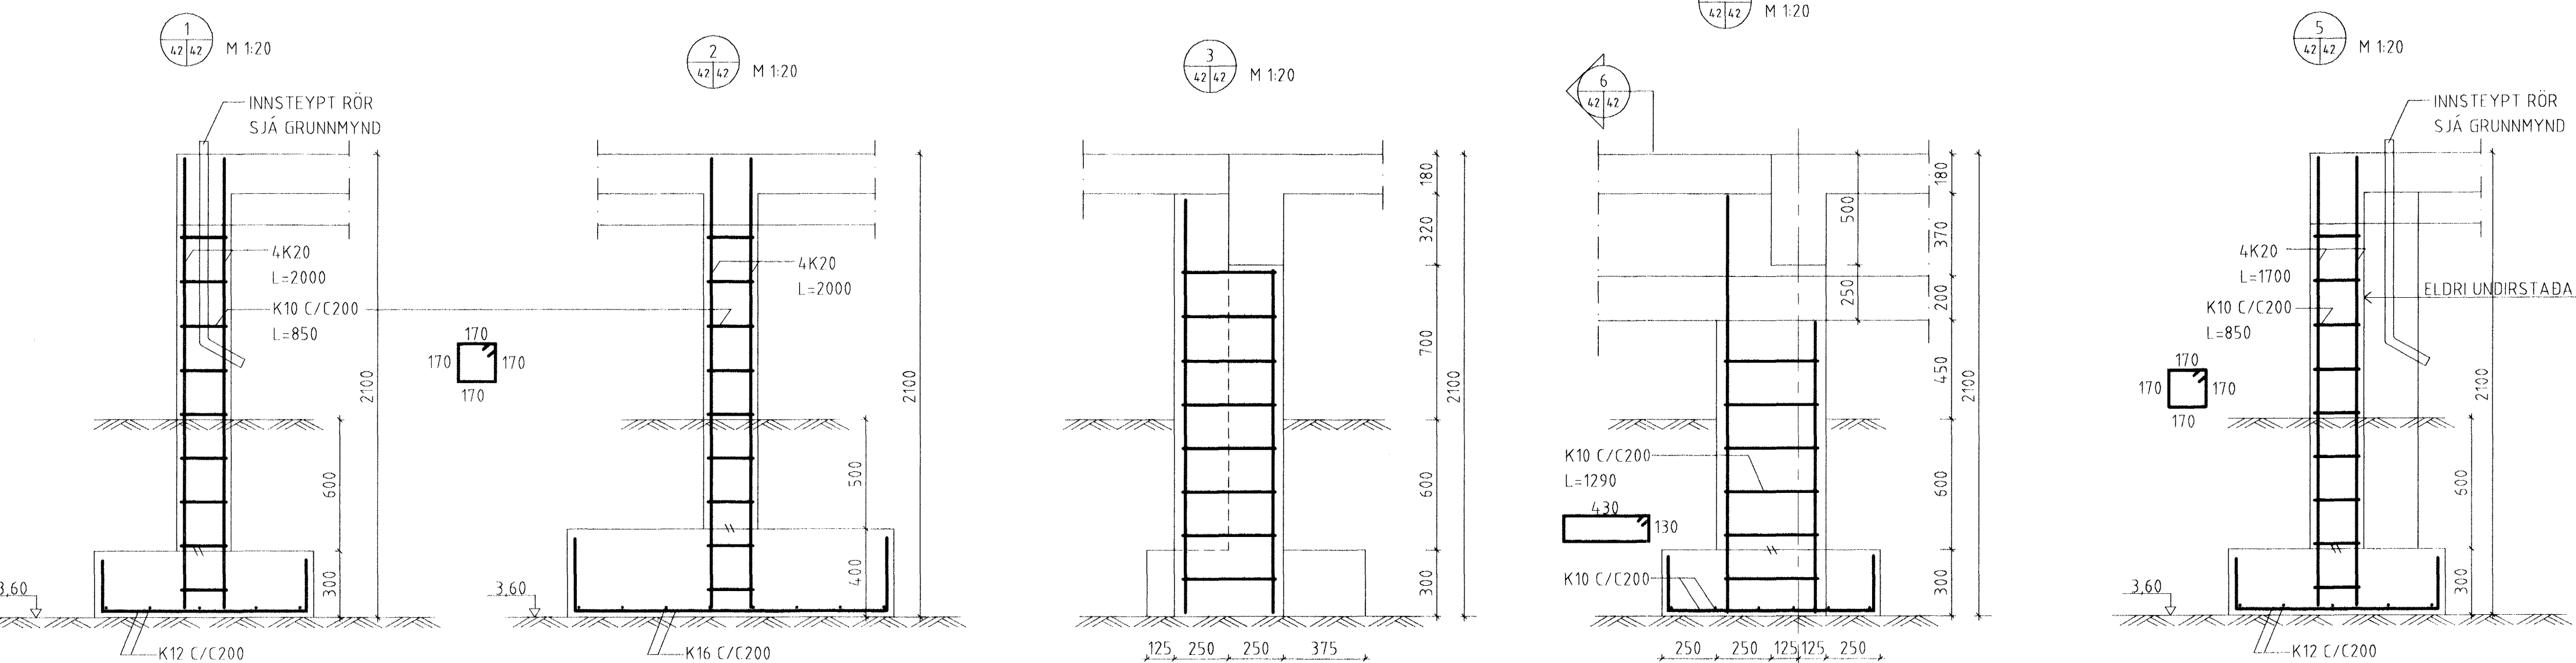 1
42 42
M 1:20
INNSTEYPT RÖR
SJÁ GRUNNMYND
4K20
L=2000
K10 C/C200
L=850
2100
600
300
3,60
K12 C/C200
170
170
170
170
2
42 42
M 1:20
4K20
L=2000
2100
500
400
3,60
K16 C/C200
3
42 42
M 1:20
180
320
700
600
300
2100
125 250 250 375
42 42
M 1:20
6
42 42
500
250
180
370
200
450
600
300
2100
K10 C/C200
L=1290
430
130
K10 C/C200
250 250 125 125 250
5
42 42
M 1:20
INNSTEYPT RÖR
SJÁ GRUNNMYND
4K20
L=1700
ELDRI UNDIRSTAÐA
K10 C/C200
L=850
170
170
170
170
2100
600
300
3,60
K12 C/C200